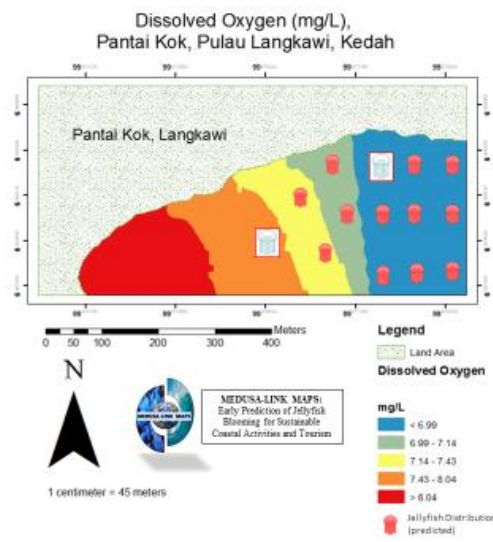 Dissolved Oxygen (mg/L),
Pantai Kok, Pulau Langkawi, Kedah
Pantai Kok, Langkawi
Meters
0 50 100 200 300 400
N
MEDUSA-LINK MAPS
MEDUSA-LINK MAPS:
Early Prediction of Jellyfish
Blooming for Sustainable
Coastal Activities and Tourism
1 centimeter = 45 meters
Legend
Land Area
Dissolved Oxygen
mg/L
< 6.99
6.99 - 7.14
7.14 - 7.43
7.43 - 8.04
> 8.04
Jellyfish Distribution
(predicted)